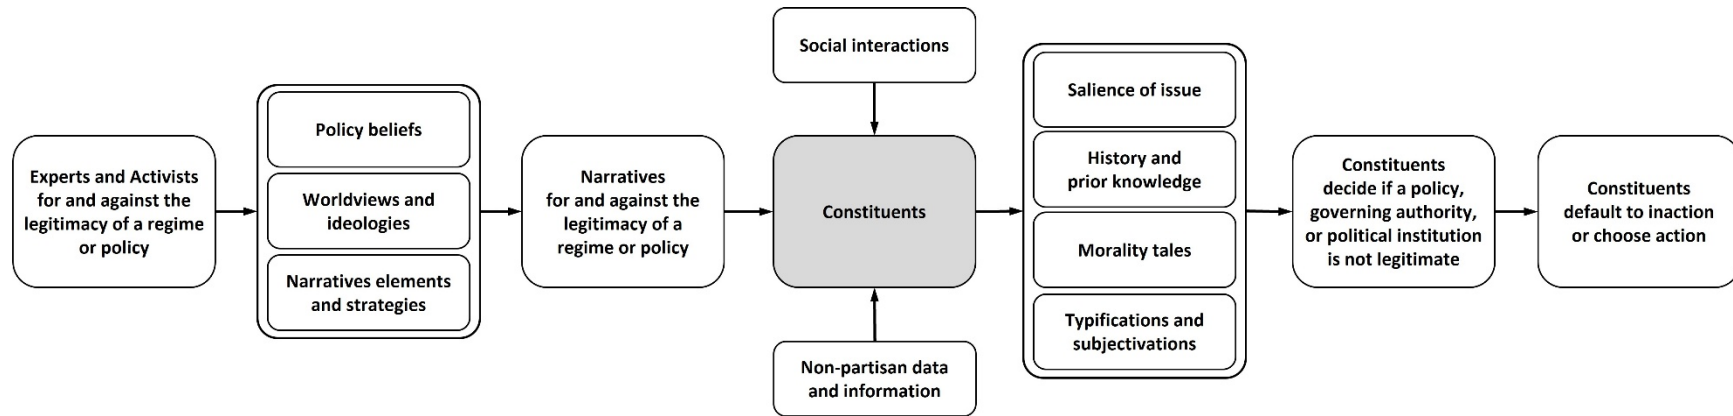 Experts and Activists
for and against the
legitimacy of a regime
or policy
Policy beliefs
Worldviews and
ideologies
Narratives elements
and strategies
Narratives
for and against the
legitimacy of a
regime or policy
Social interactions
Constituents
Non-partisan data
and information
Salience of issue
History and
prior knowledge
Morality tales
Typifications and
subjectivations
Constituents
decide if a policy,
governing authority,
or political institution
is not legitimate
Constituents
default to inaction
or choose action